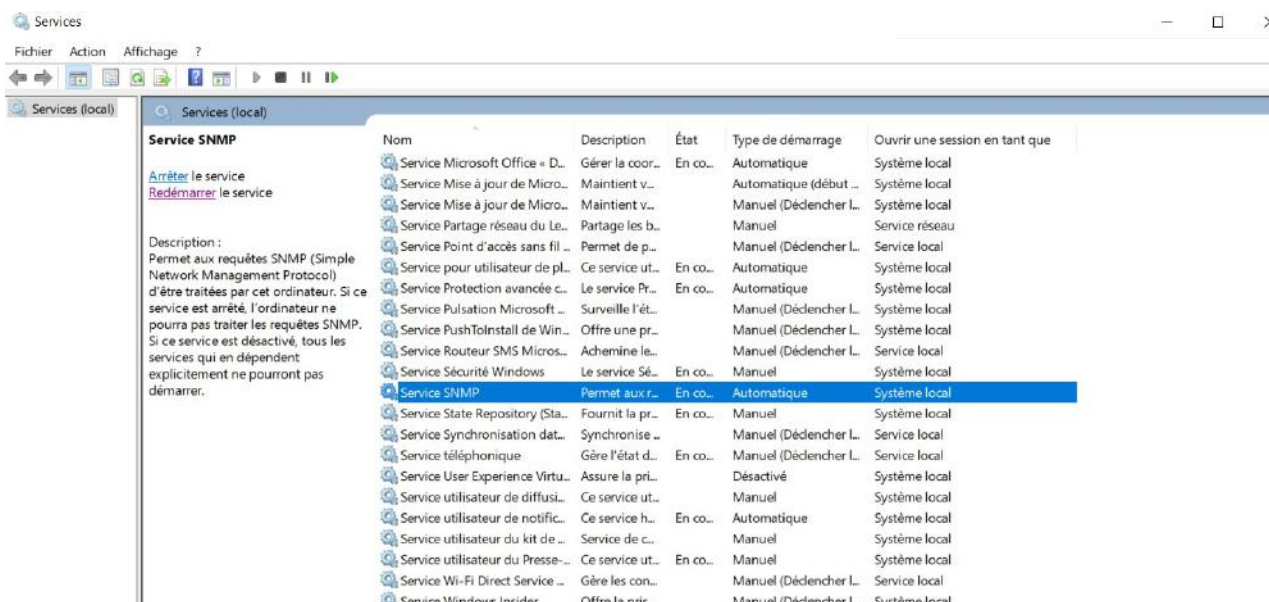 Services
Fichier Action Affichage ?
Services (local)
Services (local)
Service SNMP
Arrêter le service
Redémarrer le service
Description :
Permet aux requêtes SNMP (Simple
Network Management Protocol)
d'être traitées par cet ordinateur. Si ce
service est arrêté, l'ordinateur ne
pourra pas traiter les requêtes SNMP.
Si ce service est désactivé, tous les
services qui en dépendent
explicitement ne pourront pas
démarrer.
Nom Description État Type de démarrage Ouvrir une session en tant que
Service Microsoft Office « D... Gérer la coor... En co... Automatique Système local
Service Mise à jour de Micro... Maintient v... Automatique (début ... Système local
Service Mise à jour de Micro... Maintient v... Manuel (Déclencher l... Système local
Service Partage réseau du Le... Partage les b... Manuel Service réseau
Service Point d'accès sans fil ... Permet de p... Manuel (Déclencher l... Service local
Service pour utilisateur de pl... Ce service ut... En co... Automatique Système local
Service Protection avancée c... Le service Pr... En co... Automatique Système local
Service Pulsation Microsoft ... Surveille l'ét... Manuel (Déclencher l... Système local
Service PushToInstall de Win... Offre une pr... Manuel (Déclencher l... Système local
Service Routeur SMS Micros... Achemine le... Manuel (Déclencher l... Service local
Service Sécurité Windows Le service Sé... En co... Manuel Système local
Service SNMP Permet aux r... En co... Automatique Système local
Service State Repository (Sta... Fournit la pr... En co... Manuel Système local
Service Synchronisation dat... Synchronise ... Manuel (Déclencher l... Service local
Service téléphonique Gère l'état d... En co... Manuel (Déclencher l... Service local
Service User Experience Virtu... Assure la pri... Désactivé Système local
Service utilisateur de diffusi... Ce service ut... Manuel Système local
Service utilisateur de notific... Ce service h... En co... Automatique Système local
Service utilisateur du kit de ... Service de c... Manuel Système local
Service utilisateur du Presse-... Ce service ut... En co... Manuel Système local
Service Wi-Fi Direct Service ... Gère les con... Manuel (Déclencher l... Service local
Service Windows Insider Offre la pris... Manuel (Déclencher l... Système local